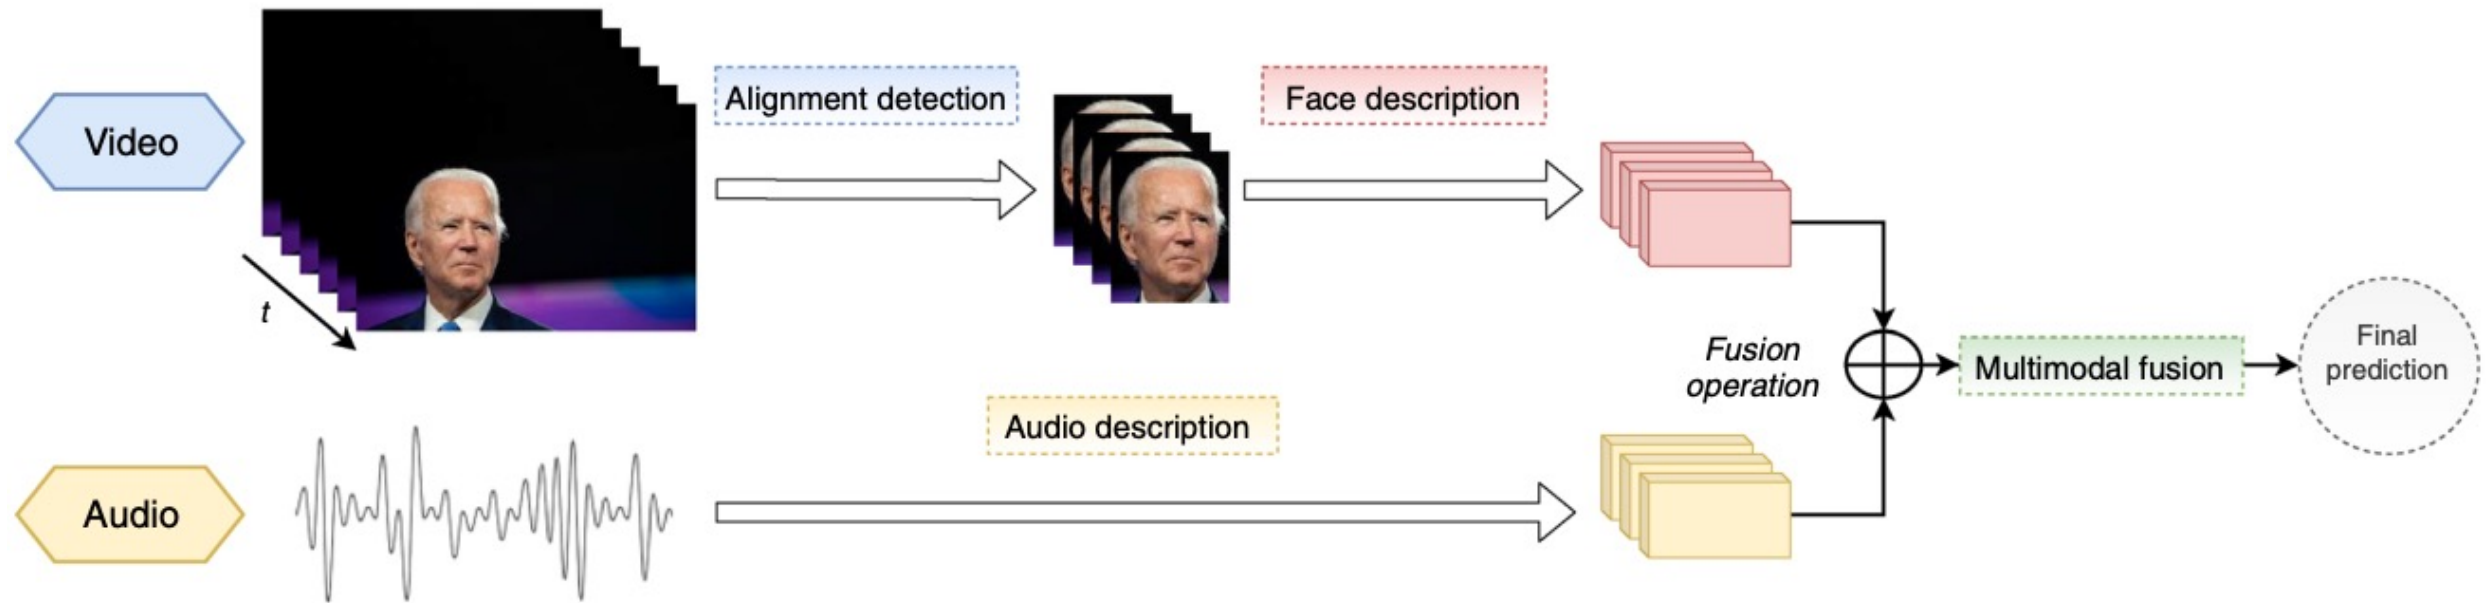 Video
Alignment detection
Face description
t
Fusion
operation
Multimodal fusion
Final
prediction
Audio description
Audio